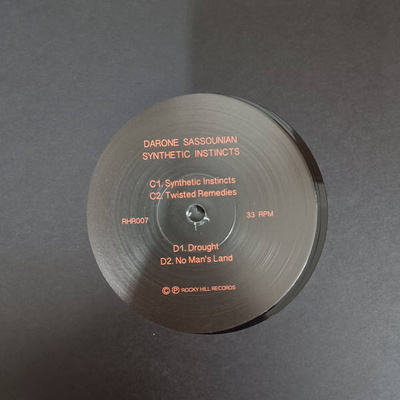 DARONE SASSOUNIAN
SYNTHETIC INSTINCTS
C1. Synthetic Instincts
C2. Twisted Remedies
RHR007
33 RPM
D1. Drought
D2. No Man's Land
© ℗ ROCKY HILL RECORDS